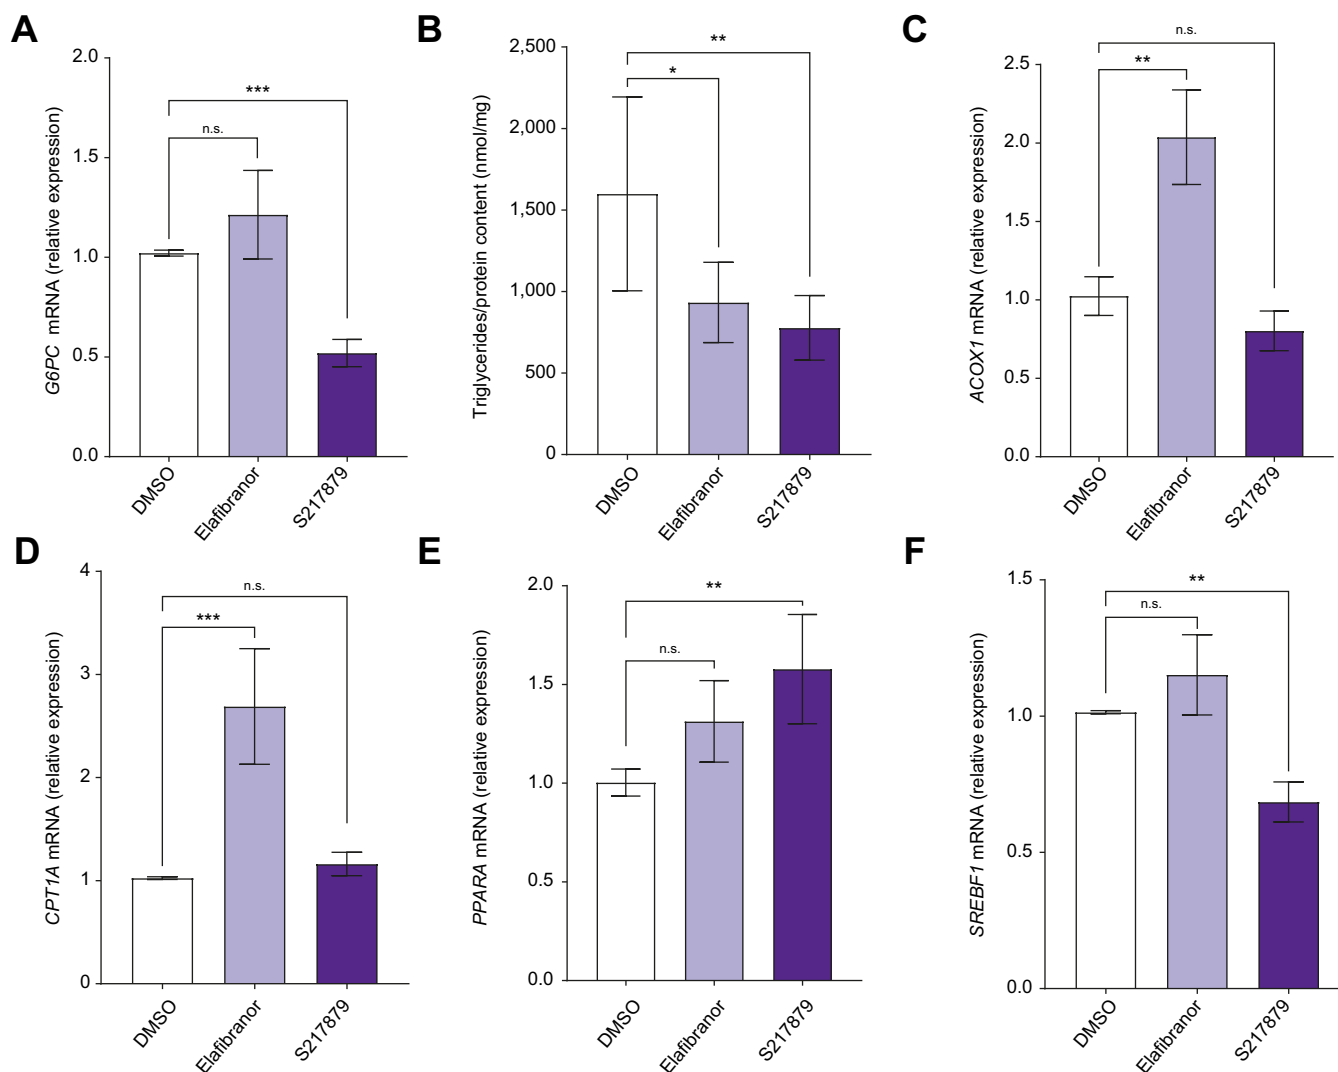 A
G6PC mRNA (relative expression)
2.0
1.5
1.0
0.5
0.0
***
n.s.
DMSO
Elafibranor
S217879
B
Triglycerides/protein content (nmol/mg)
2,500
2,000
1,500
1,000
500
0
**
*
DMSO
Elafibranor
S217879
C
ACOX1 mRNA (relative expression)
2.5
2.0
1.5
1.0
0.5
0.0
n.s.
**
DMSO
Elafibranor
S217879
D
CPT1A mRNA (relative expression)
4
3
2
1
0
n.s.
***
DMSO
Elafibranor
S217879
E
PPARA mRNA (relative expression)
2.0
1.5
1.0
0.5
0.0
**
n.s.
DMSO
Elafibranor
S217879
F
SREBF1 mRNA (relative expression)
1.5
1.0
0.5
0.0
**
n.s.
DMSO
Elafibranor
S217879